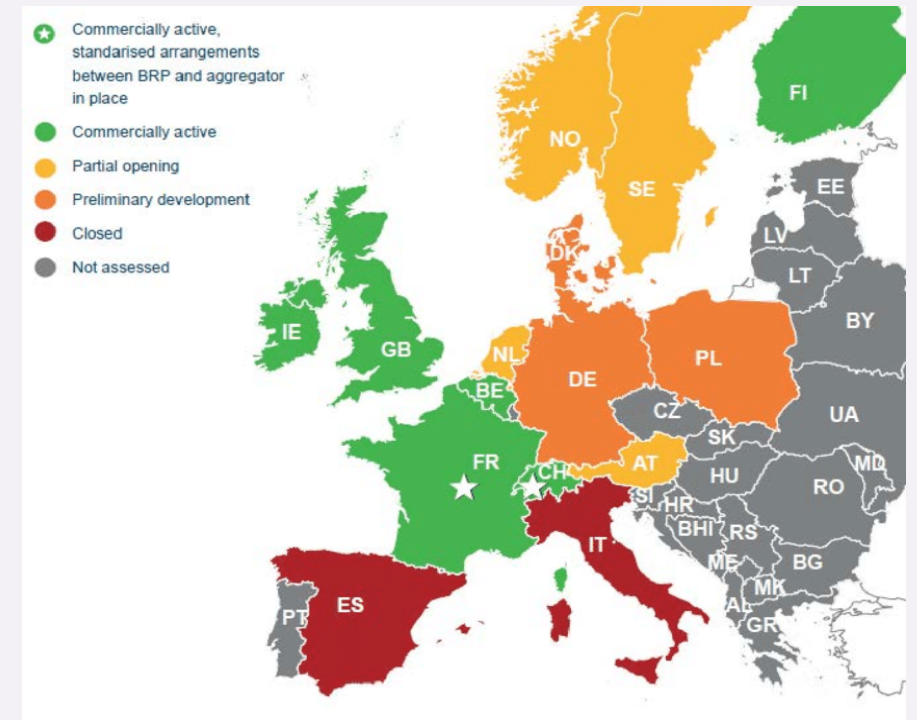 Commercially active,
standarised arrangements
between BRP and aggregator
in place
Commercially active
Partial opening
Preliminary development
Closed
Not assessed
FI
NO
SE
EE
LV
DK
LT
IE
BY
GB
NL
PL
DE
BE
CZ
UA
SK
FR
AT
MD
CH
HU
RO
SI
HR
BHI
RS
IT
ME
BG
MK
ES
AL
PT
GR